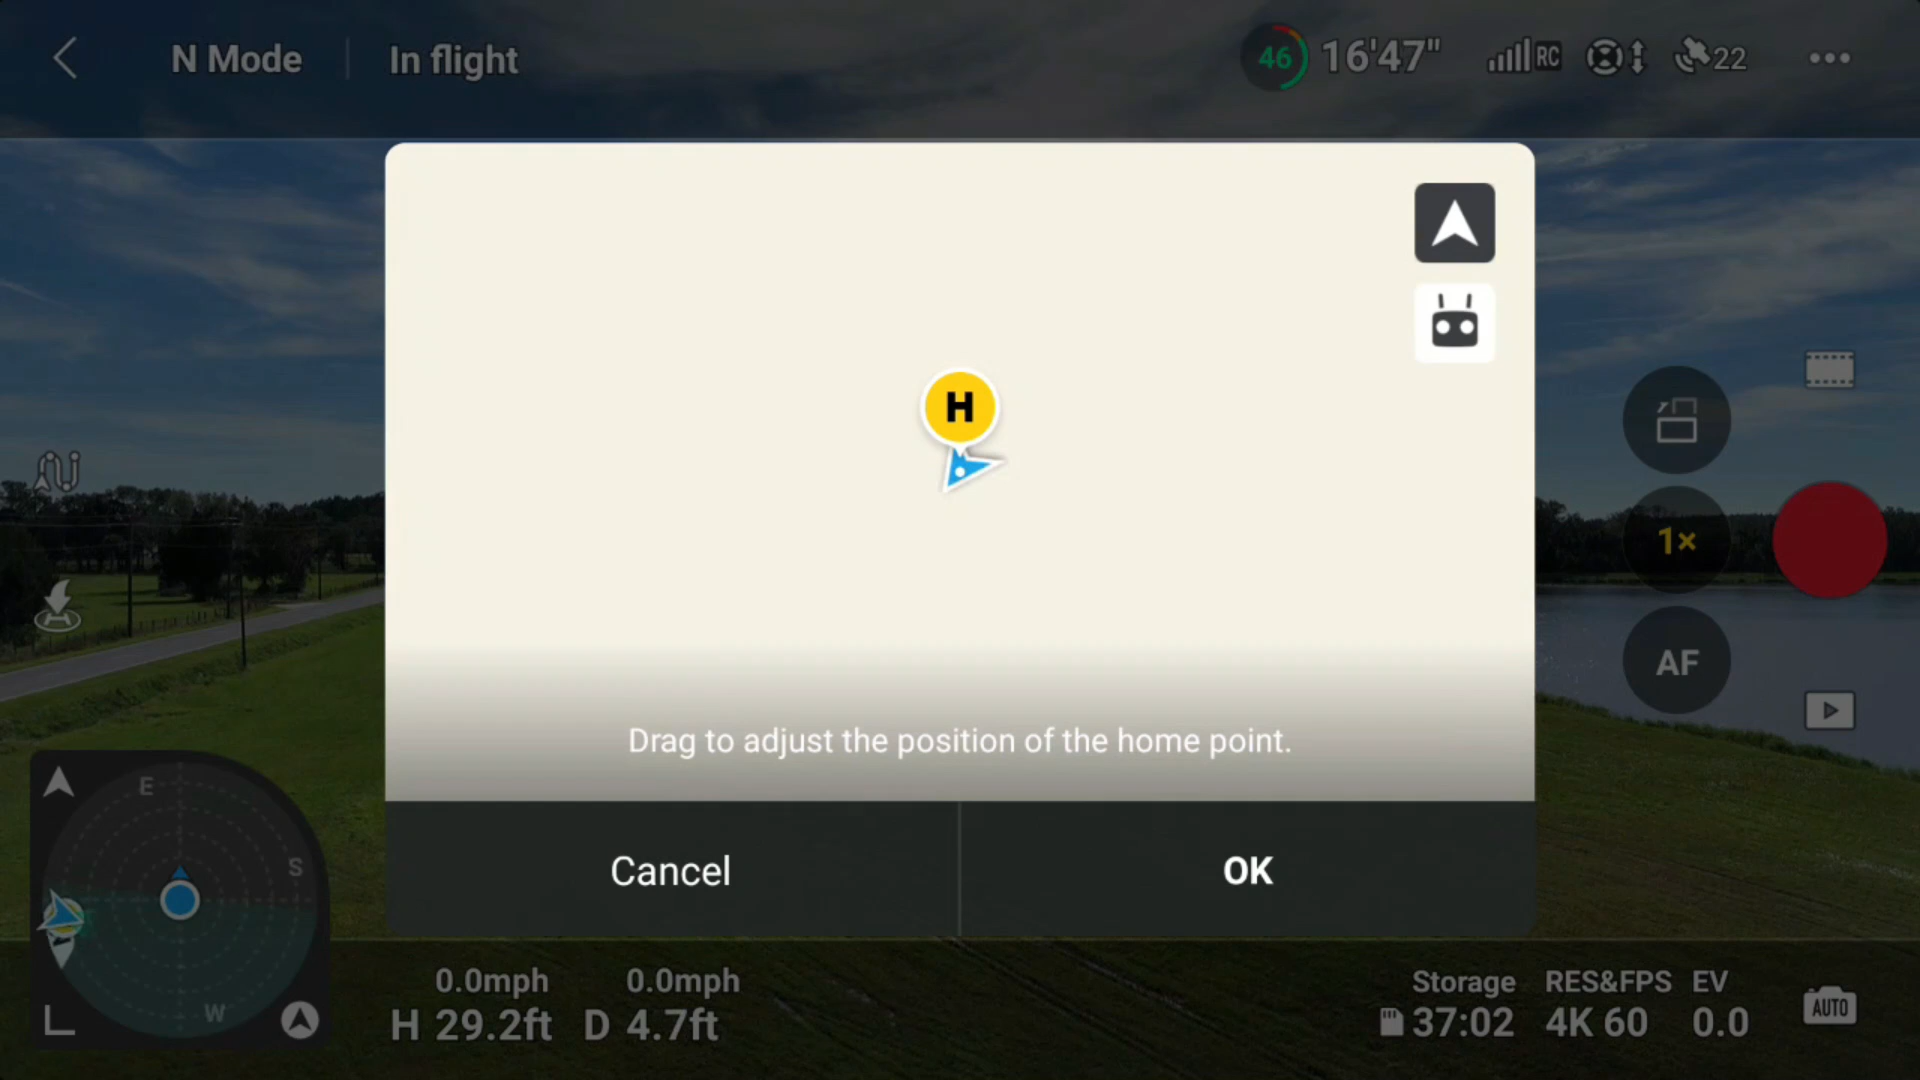 N Mode | In flight
46 16'47" RC 22
H
1×
AF
Drag to adjust the position of the home point.
E
S
W
Cancel
OK
0.0mph 0.0mph
H 29.2ft D 4.7ft
Storage RES&FPS EV
37:02 4K 60 0.0
AUTO